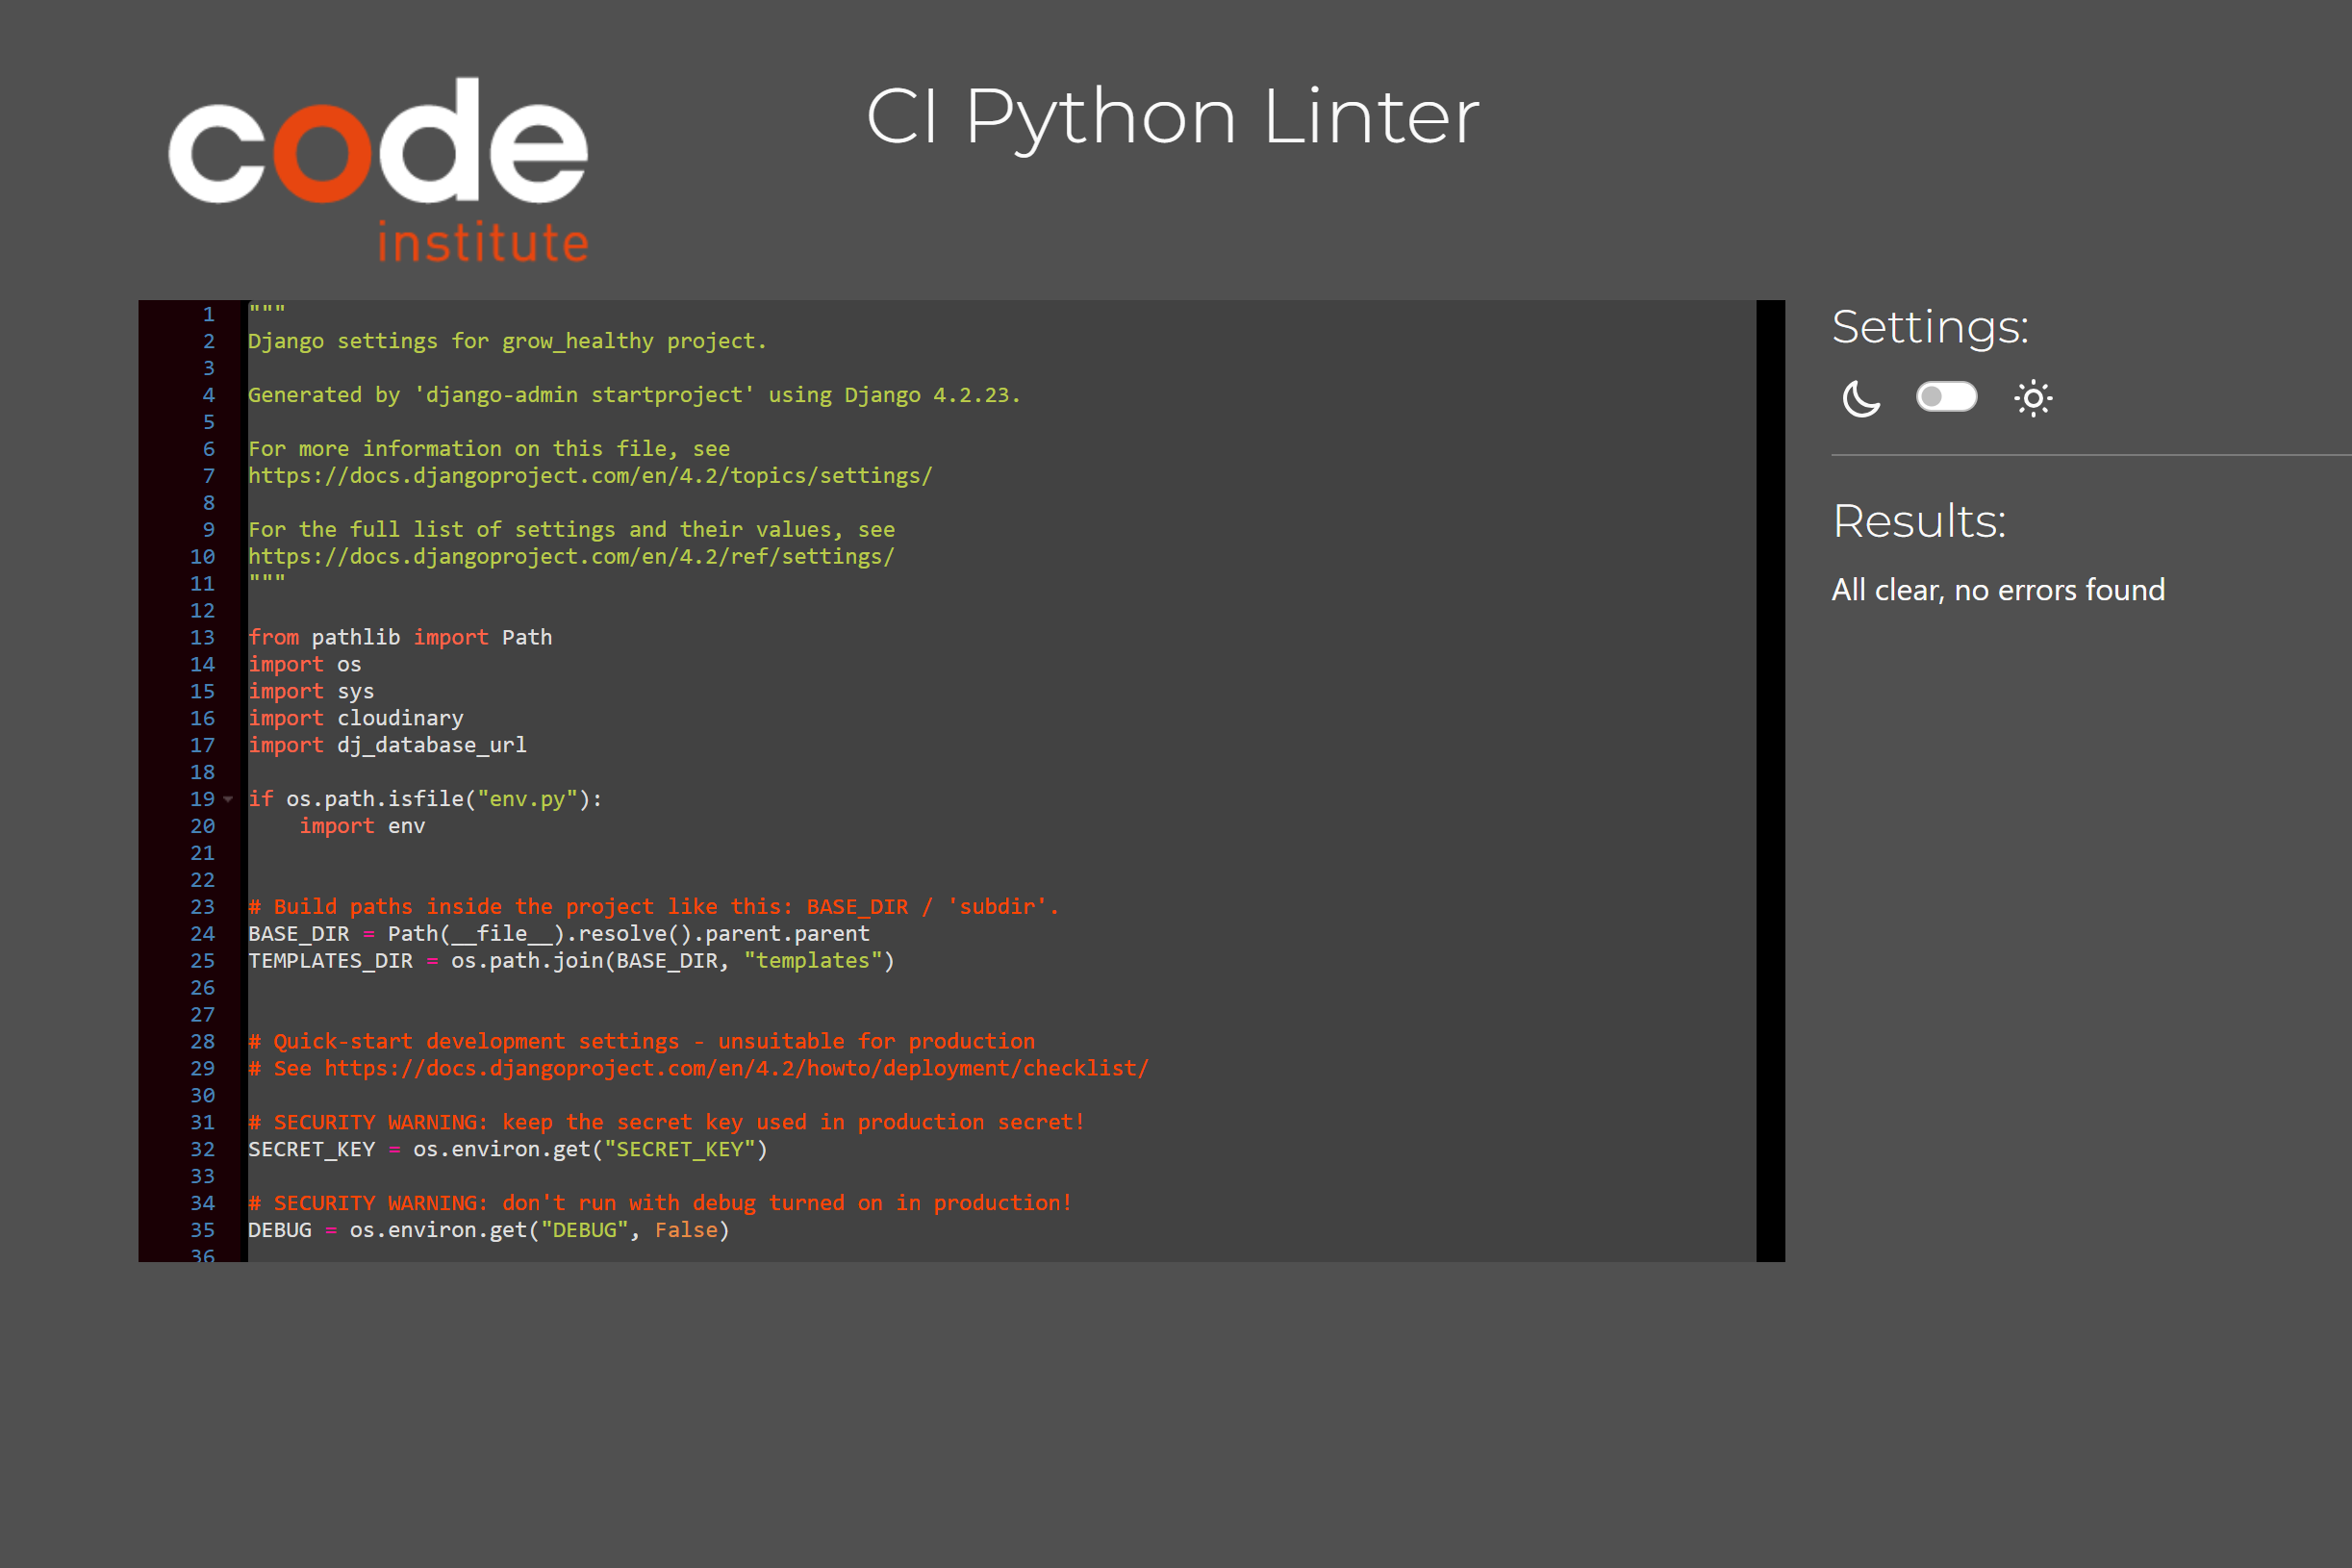 code
institute
CI Python Linter
1 """
2 Django settings for grow_healthy project.
3
4 Generated by 'django-admin startproject' using Django 4.2.23.
5
6 For more information on this file, see
7 https://docs.djangoproject.com/en/4.2/topics/settings/
8
9 For the full list of settings and their values, see
10 https://docs.djangoproject.com/en/4.2/ref/settings/
11 """
12
13 from pathlib import Path
14 import os
15 import sys
16 import cloudinary
17 import dj_database_url
18
19 if os.path.isfile("env.py"):
20     import env
21
22
23 # Build paths inside the project like this: BASE_DIR / 'subdir'.
24 BASE_DIR = Path(__file__).resolve().parent.parent
25 TEMPLATES_DIR = os.path.join(BASE_DIR, "templates")
26
27
28 # Quick-start development settings - unsuitable for production
29 # See https://docs.djangoproject.com/en/4.2/howto/deployment/checklist/
30
31 # SECURITY WARNING: keep the secret key used in production secret!
32 SECRET_KEY = os.environ.get("SECRET_KEY")
33
34 # SECURITY WARNING: don't run with debug turned on in production!
35 DEBUG = os.environ.get("DEBUG", False)
36
Settings:
Results:
All clear, no errors found